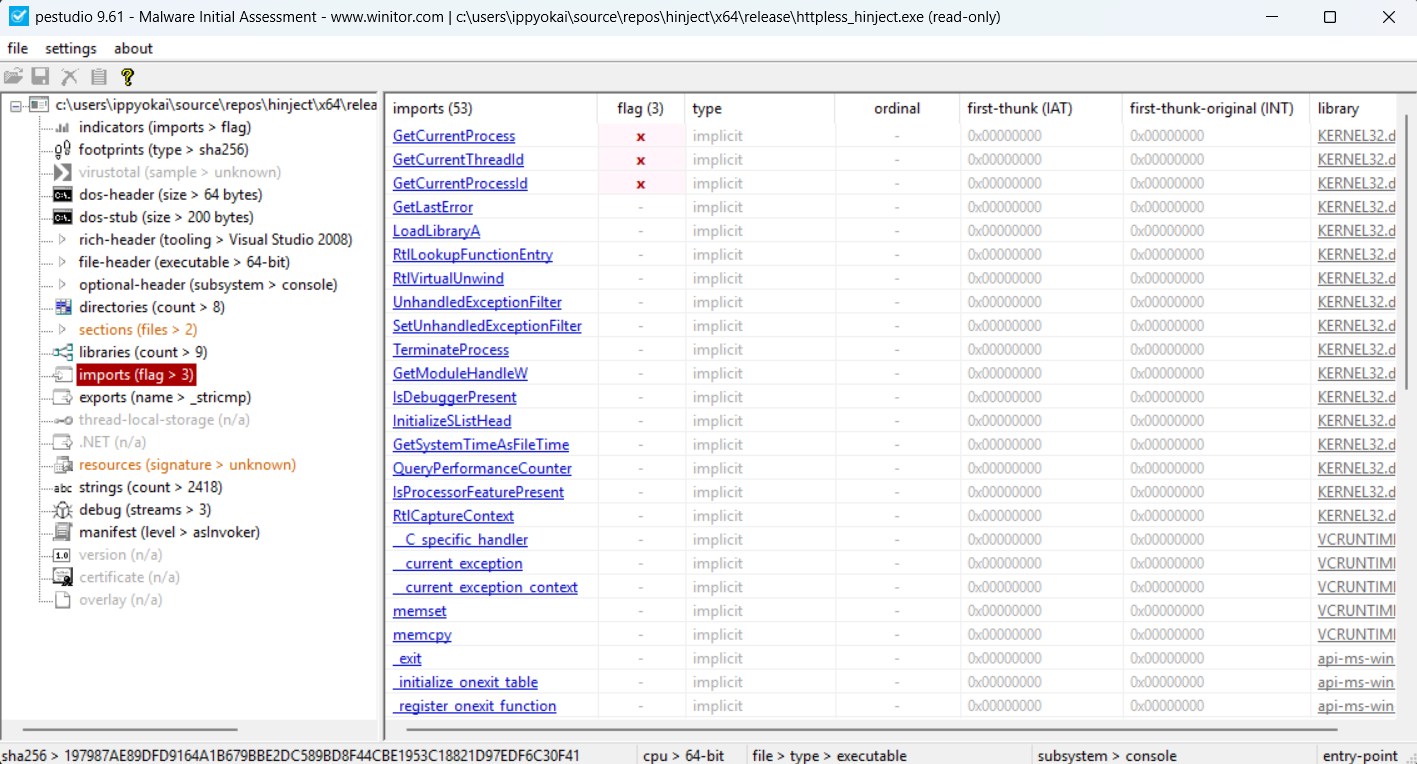 pestudio 9.61 - Malware Initial Assessment - www.winitor.com | c:\users\ippyokai\source\repos\hinject\x64\release\httpless_hinject.exe (read-only)
file settings about
c:\users\ippyokai\source\repos\hinject\x64\relea
indicators (imports > flag)
footprints (type > sha256)
virustotal (sample > unknown)
dos-header (size > 64 bytes)
dos-stub (size > 200 bytes)
rich-header (tooling > Visual Studio 2008)
file-header (executable > 64-bit)
optional-header (subsystem > console)
directories (count > 8)
sections (files > 2)
libraries (count > 9)
imports (flag > 3)
exports (name > _stricmp)
thread-local-storage (n/a)
.NET (n/a)
resources (signature > unknown)
abc strings (count > 2418)
debug (streams > 3)
manifest (level > asInvoker)
1.0 version (n/a)
certificate (n/a)
overlay (n/a)
imports (53) flag (3) type ordinal first-thunk (IAT) first-thunk-original (INT) library
GetCurrentProcess x implicit - 0x00000000 0x00000000 KERNEL32.d
GetCurrentThreadId x implicit - 0x00000000 0x00000000 KERNEL32.d
GetCurrentProcessId x implicit - 0x00000000 0x00000000 KERNEL32.d
GetLastError - implicit - 0x00000000 0x00000000 KERNEL32.d
LoadLibraryA - implicit - 0x00000000 0x00000000 KERNEL32.d
RtlLookupFunctionEntry - implicit - 0x00000000 0x00000000 KERNEL32.d
RtlVirtualUnwind - implicit - 0x00000000 0x00000000 KERNEL32.d
UnhandledExceptionFilter - implicit - 0x00000000 0x00000000 KERNEL32.d
SetUnhandledExceptionFilter - implicit - 0x00000000 0x00000000 KERNEL32.d
TerminateProcess - implicit - 0x00000000 0x00000000 KERNEL32.d
GetModuleHandleW - implicit - 0x00000000 0x00000000 KERNEL32.d
IsDebuggerPresent - implicit - 0x00000000 0x00000000 KERNEL32.d
InitializeSListHead - implicit - 0x00000000 0x00000000 KERNEL32.d
GetSystemTimeAsFileTime - implicit - 0x00000000 0x00000000 KERNEL32.d
QueryPerformanceCounter - implicit - 0x00000000 0x00000000 KERNEL32.d
IsProcessorFeaturePresent - implicit - 0x00000000 0x00000000 KERNEL32.d
RtlCaptureContext - implicit - 0x00000000 0x00000000 KERNEL32.d
__C_specific_handler - implicit - 0x00000000 0x00000000 VCRUNTIM
__current_exception - implicit - 0x00000000 0x00000000 VCRUNTIM
__current_exception_context - implicit - 0x00000000 0x00000000 VCRUNTIM
memset - implicit - 0x00000000 0x00000000 VCRUNTIM
memcpy - implicit - 0x00000000 0x00000000 VCRUNTIM
_exit - implicit - 0x00000000 0x00000000 api-ms-win
_initialize_onexit_table - implicit - 0x00000000 0x00000000 api-ms-win
_register_onexit_function - implicit - 0x00000000 0x00000000 api-ms-win
sha256 > 197987AE89DFD9164A1B679BBE2DC589BD8F44CBE1953C18821D97EDF6C30F41 cpu > 64-bit file > type > executable subsystem > console entry-point